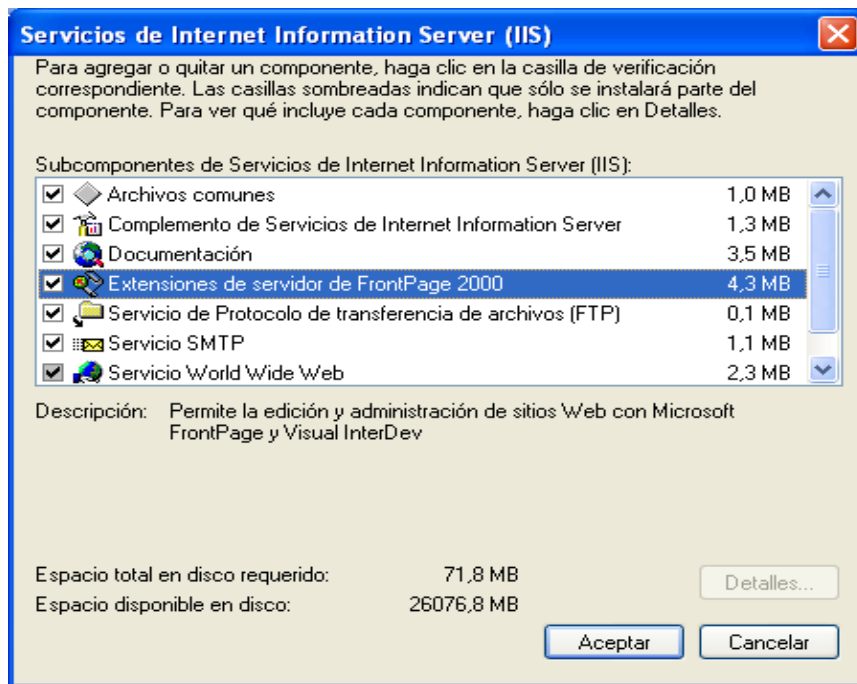 Servicios de Internet Information Server (IIS)
Para agregar o quitar un componente, haga clic en la casilla de verificación
correspondiente. Las casillas sombreadas indican que sólo se instalará parte del
componente. Para ver qué incluye cada componente, haga clic en Detalles.
Subcomponentes de Servicios de Internet Information Server (IIS):
Archivos comunes 1,0 MB
Complemento de Servicios de Internet Information Server 1,3 MB
Documentación 3,5 MB
Extensiones de servidor de FrontPage 2000 4,3 MB
Servicio de Protocolo de transferencia de archivos (FTP) 0,1 MB
Servicio SMTP 1,1 MB
Servicio World Wide Web 2,3 MB
Descripción: Permite la edición y administración de sitios Web con Microsoft
FrontPage y Visual InterDev
Espacio total en disco requerido: 71,8 MB
Detalles...
Espacio disponible en disco: 26076,8 MB
Aceptar Cancelar